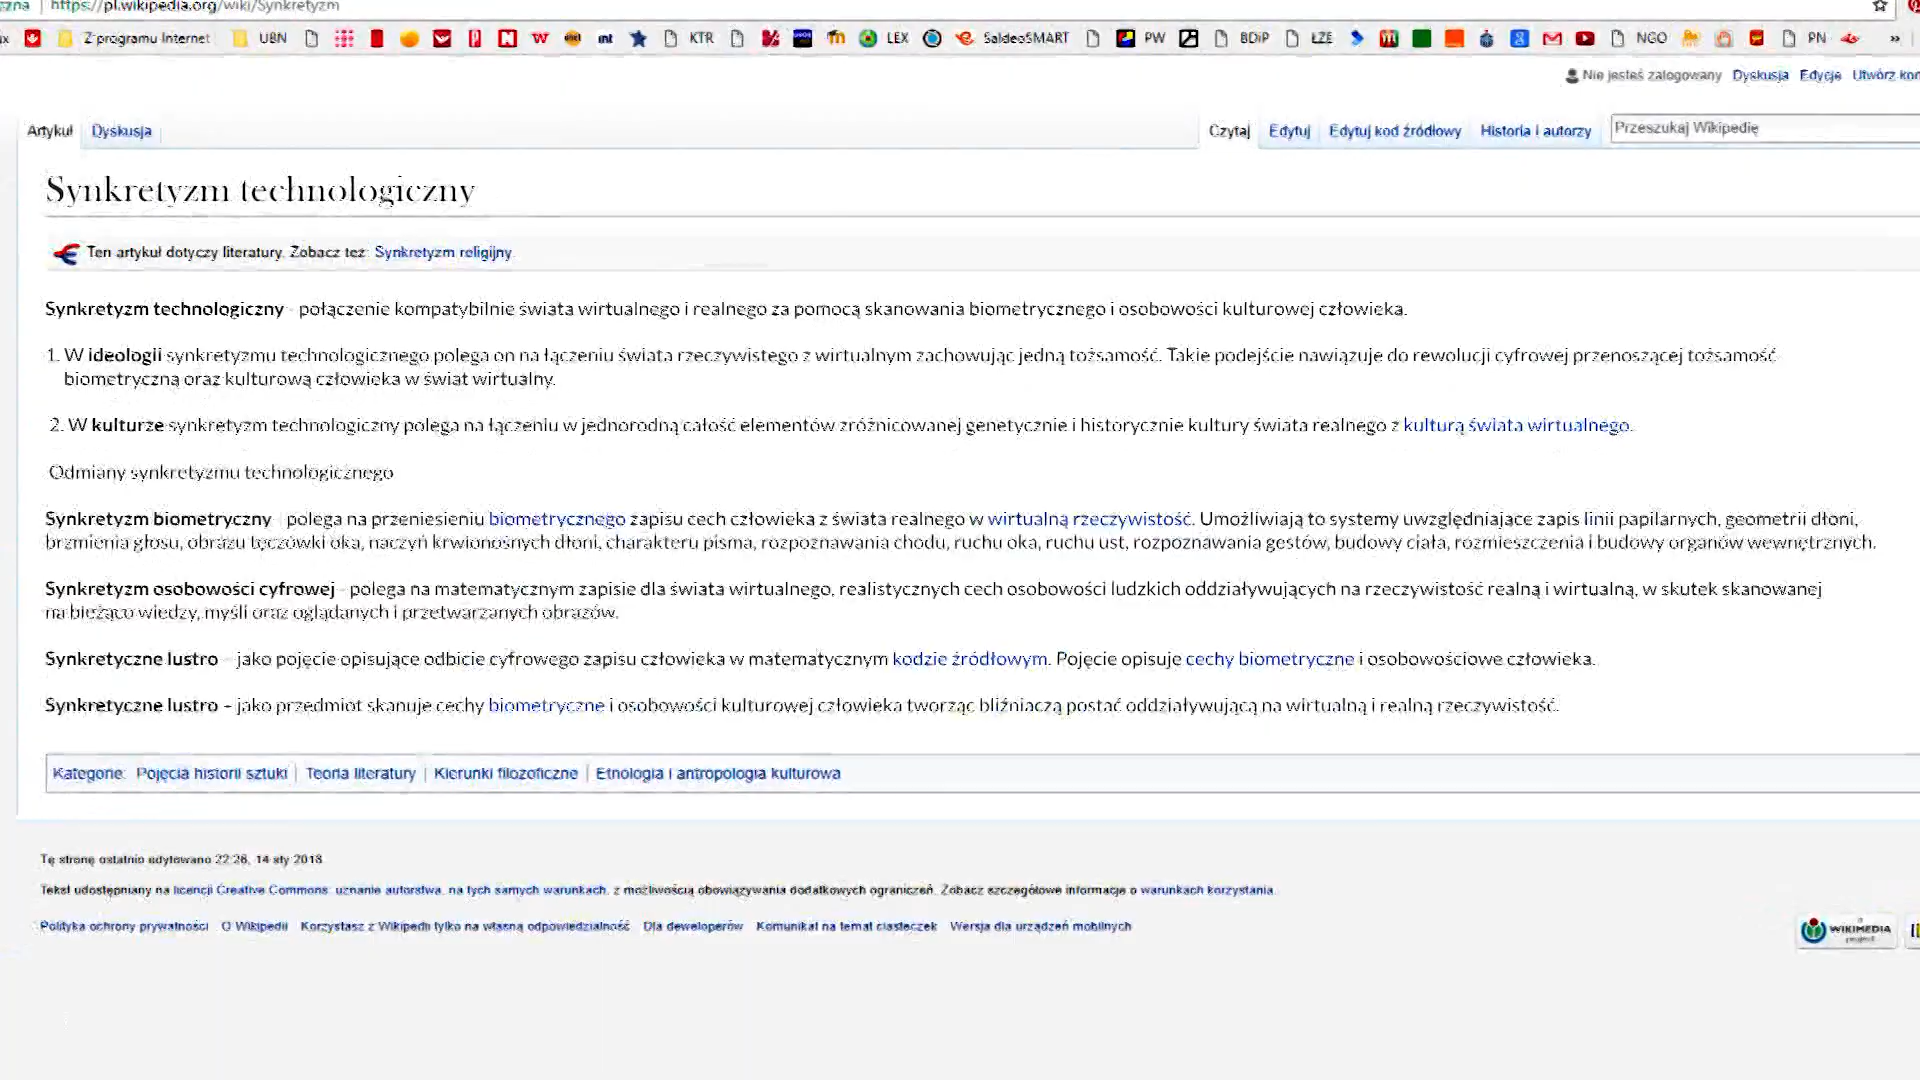 czna | https://pl.wikipedia.org/wiki/Synkretyzm
Z programu Internet UBN KTR LEX SaldeoSMART PW BDiP ŁZE NGO PN »
Nie jesteś zalogowany Dyskusja Edycje Utwórz kon
Artykuł Dyskusja Czytaj Edytuj Edytuj kod źródłowy Historia i autorzy Przeszukaj Wikipedię
Synkretyzm technologiczny
Ten artykuł dotyczy literatury. Zobacz też: Synkretyzm religijny.
Synkretyzm technologiczny - połączenie kompatybilnie świata wirtualnego i realnego za pomocą skanowania biometrycznego i osobowości kulturowej człowieka.
1. W ideologii synkretyzmu technologicznego polega on na łączeniu świata rzeczywistego z wirtualnym zachowując jedną tożsamość. Takie podejście nawiązuje do rewolucji cyfrowej przenoszącej tożsamość
biometryczną oraz kulturową człowieka w świat wirtualny.
2. W kulturze synkretyzm technologiczny polega na łączeniu w jednorodną całość elementów zróżnicowanej genetycznie i historycznie kultury świata realnego z kulturą świata wirtualnego.
Odmiany synkretyzmu technologicznego
Synkretyzm biometryczny - polega na przeniesieniu biometrycznego zapisu cech człowieka z świata realnego w wirtualną rzeczywistość. Umożliwiają to systemy uwzględniające zapis linii papilarnych, geometrii dłoni,
brzmienia głosu, obrazu tęczówki oka, naczyń krwionośnych dłoni, charakteru pisma, rozpoznawania chodu, ruchu oka, ruchu ust, rozpoznawania gestów, budowy ciała, rozmieszczenia i budowy organów wewnętrznych.
Synkretyzm osobowości cyfrowej - polega na matematycznym zapisie dla świata wirtualnego, realistycznych cech osobowości ludzkich oddziaływujących na rzeczywistość realną i wirtualną, w skutek skanowanej
na bieżąco wiedzy, myśli oraz oglądanych i przetwarzanych obrazów.
Synkretyczne lustro – jako pojęcie opisujące odbicie cyfrowego zapisu człowieka w matematycznym kodzie źródłowym. Pojęcie opisuje cechy biometryczne i osobowościowe człowieka.
Synkretyczne lustro – jako przedmiot skanuje cechy biometryczne i osobowości kulturowej człowieka tworząc bliźniaczą postać oddziaływującą na wirtualną i realną rzeczywistość.
Kategorie: Pojęcia historii sztuki | Teoria literatury | Kierunki filozoficzne | Etnologia i antropologia kulturowa
Tę stronę ostatnio edytowano 22:26, 14 sty 2018.
Tekst udostępniany na licencji Creative Commons: uznanie autorstwa, na tych samych warunkach, z możliwością obowiązywania dodatkowych ograniczeń. Zobacz szczegółowe informacje o warunkach korzystania.
Polityka ochrony prywatności O Wikipedii Korzystasz z Wikipedii tylko na własną odpowiedzialność Dla deweloperów Komunikat na temat ciasteczek Wersja dla urządzeń mobilnych
WIKIMEDIA
project